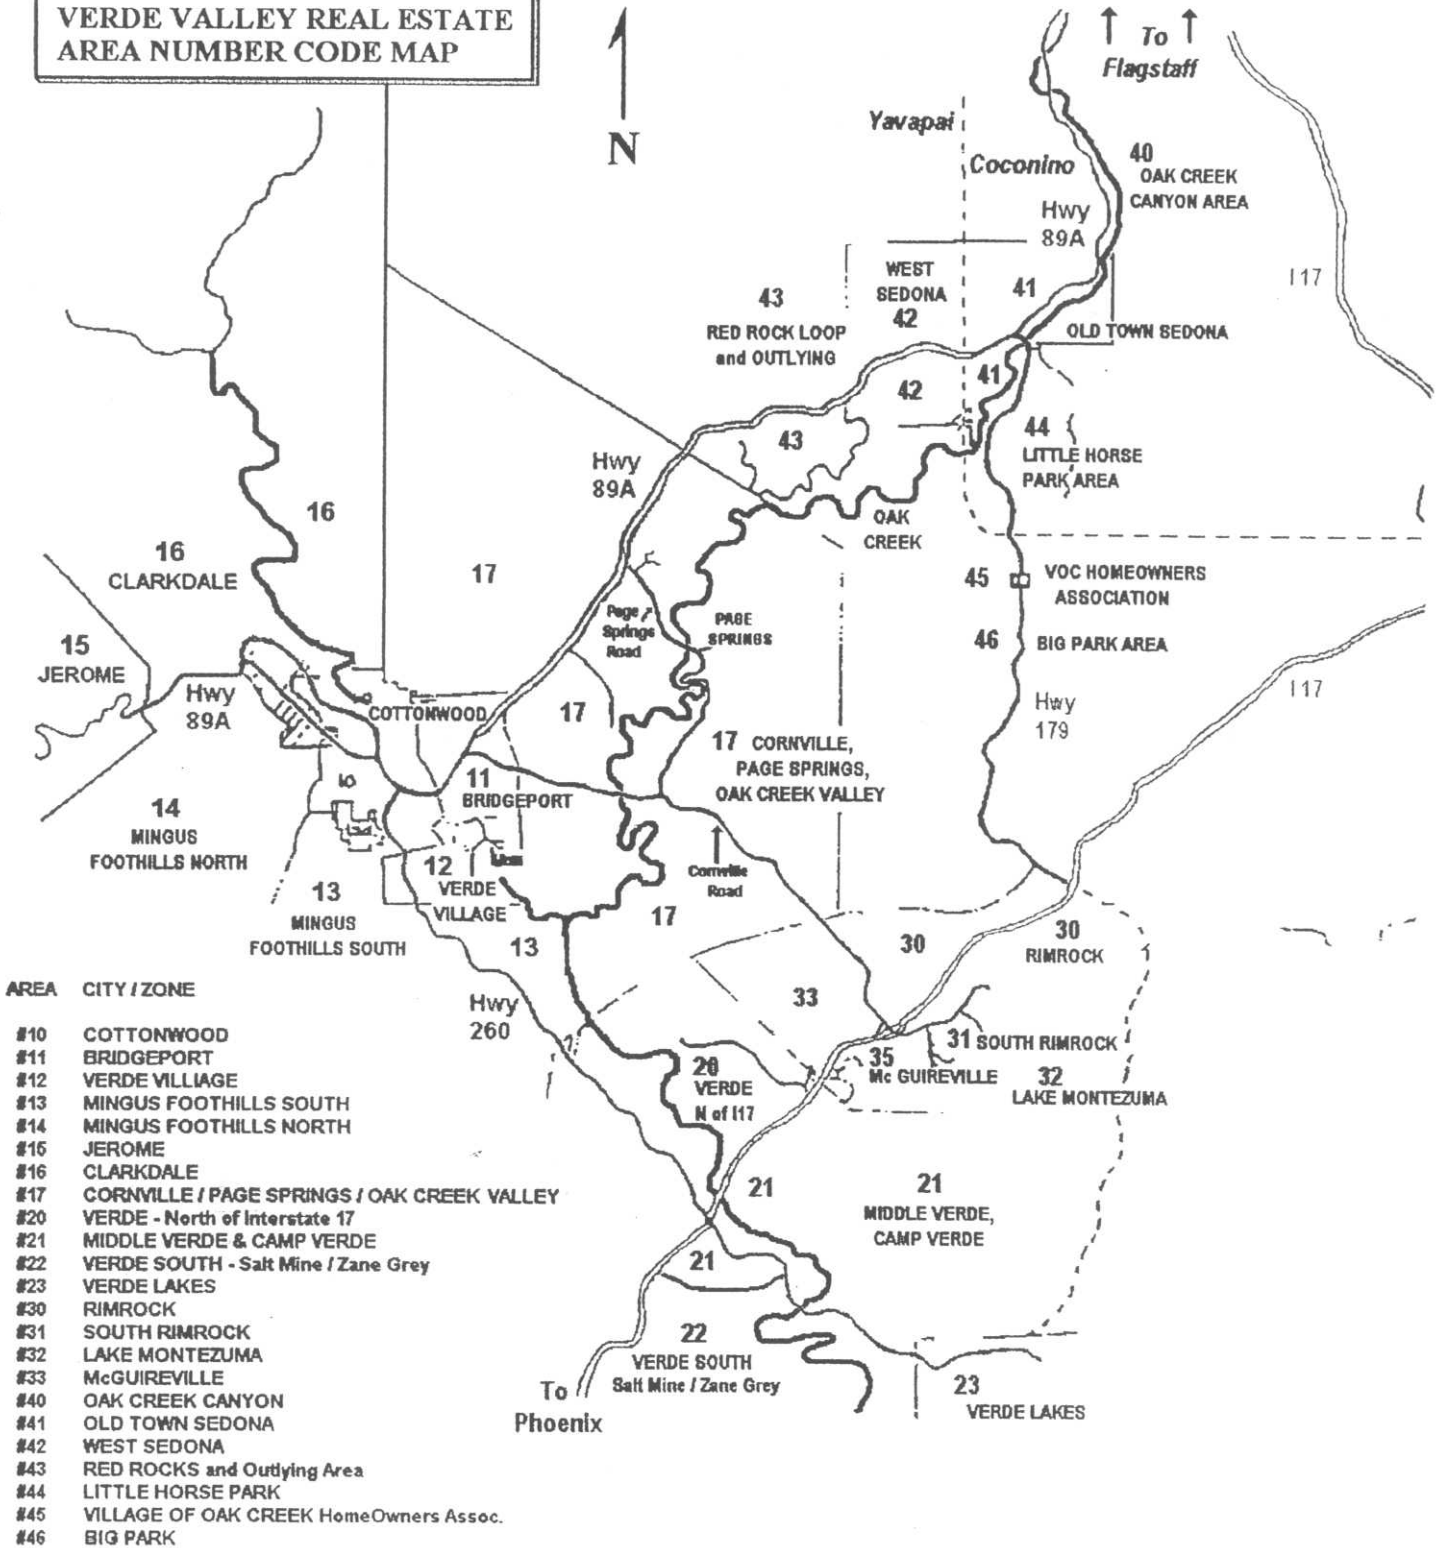 VERDE VALLEY REAL ESTATE
AREA NUMBER CODE MAP
N
To
Flagstaff
Yavapai
Coconino
40
OAK CREEK
CANYON AREA
Hwy
89A
I17
WEST
SEDONA
42
41
43
RED ROCK LOOP
and OUTLYING
OLD TOWN SEDONA
42
41
43
44
LITTLE HORSE
PARK AREA
Hwy
89A
OAK
CREEK
16
16
CLARKDALE
17
45
VOC HOMEOWNERS
ASSOCIATION
Page
Springs
Road
PAGE
SPRINGS
46
BIG PARK AREA
15
JEROME
Hwy
89A
I17
Hwy
179
COTTONWOOD
17
17 CORNVILLE,
PAGE SPRINGS,
OAK CREEK VALLEY
10
11
BRIDGEPORT
14
MINGUS
FOOTHILLS NORTH
12
VERDE
VILLAGE
Cornville
Road
13
MINGUS
FOOTHILLS SOUTH
17
13
30
30
RIMROCK
33
Hwy
260
31 SOUTH RIMROCK
35
Mc GUIREVILLE
32
LAKE MONTEZUMA
20
VERDE
N of I17
21
21
MIDDLE VERDE,
CAMP VERDE
21
22
VERDE SOUTH
Salt Mine / Zane Grey
To
Phoenix
23
VERDE LAKES
AREA CITY / ZONE
#10 COTTONWOOD
#11 BRIDGEPORT
#12 VERDE VILLIAGE
#13 MINGUS FOOTHILLS SOUTH
#14 MINGUS FOOTHILLS NORTH
#15 JEROME
#16 CLARKDALE
#17 CORNVILLE / PAGE SPRINGS / OAK CREEK VALLEY
#20 VERDE - North of Interstate 17
#21 MIDDLE VERDE & CAMP VERDE
#22 VERDE SOUTH - Salt Mine / Zane Grey
#23 VERDE LAKES
#30 RIMROCK
#31 SOUTH RIMROCK
#32 LAKE MONTEZUMA
#33 McGUIREVILLE
#40 OAK CREEK CANYON
#41 OLD TOWN SEDONA
#42 WEST SEDONA
#43 RED ROCKS and Outlying Area
#44 LITTLE HORSE PARK
#45 VILLAGE OF OAK CREEK HomeOwners Assoc.
#46 BIG PARK